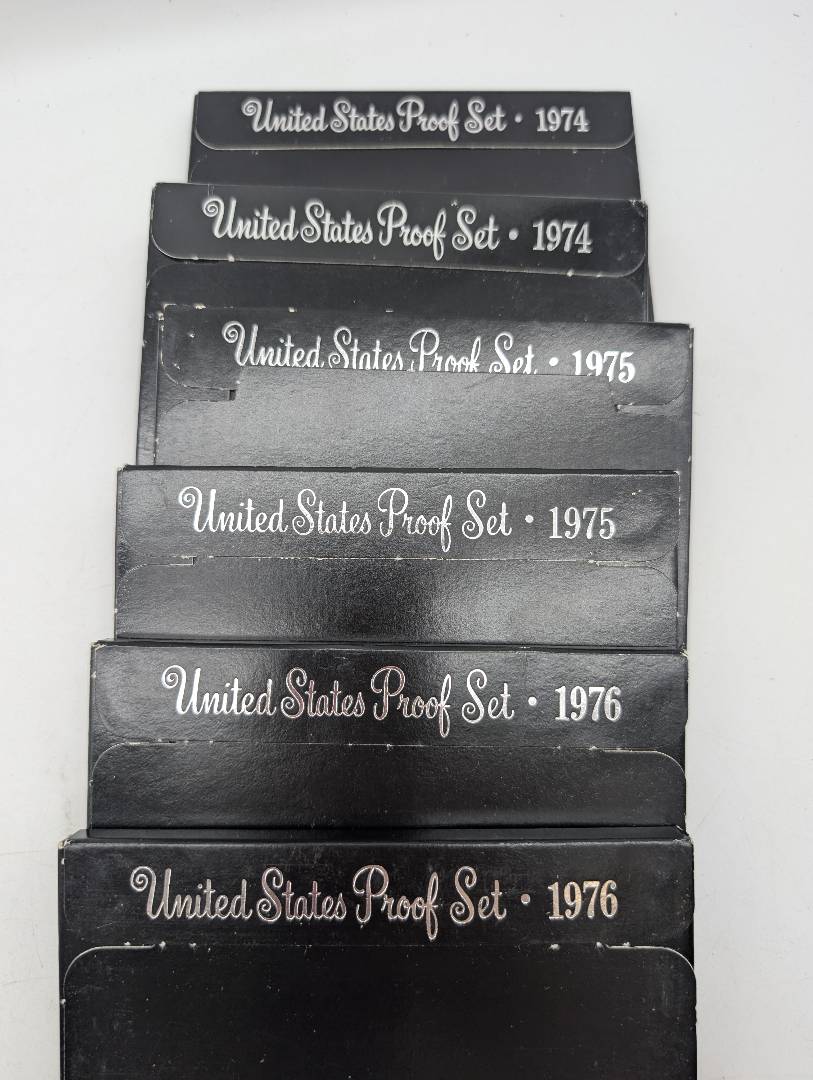 United States Proof Set • 1974
United States Proof Set • 1974
United States Proof Set • 1975
United States Proof Set • 1975
United States Proof Set • 1976
United States Proof Set • 1976